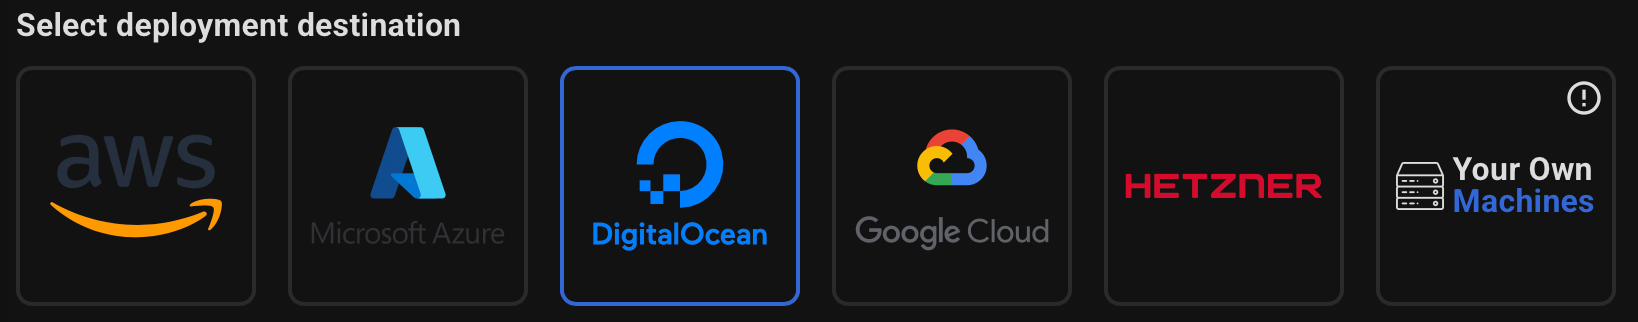 Select deployment destination
aws
Microsoft Azure
DigitalOcean
Google Cloud
HETZNER
Your Own
Machines